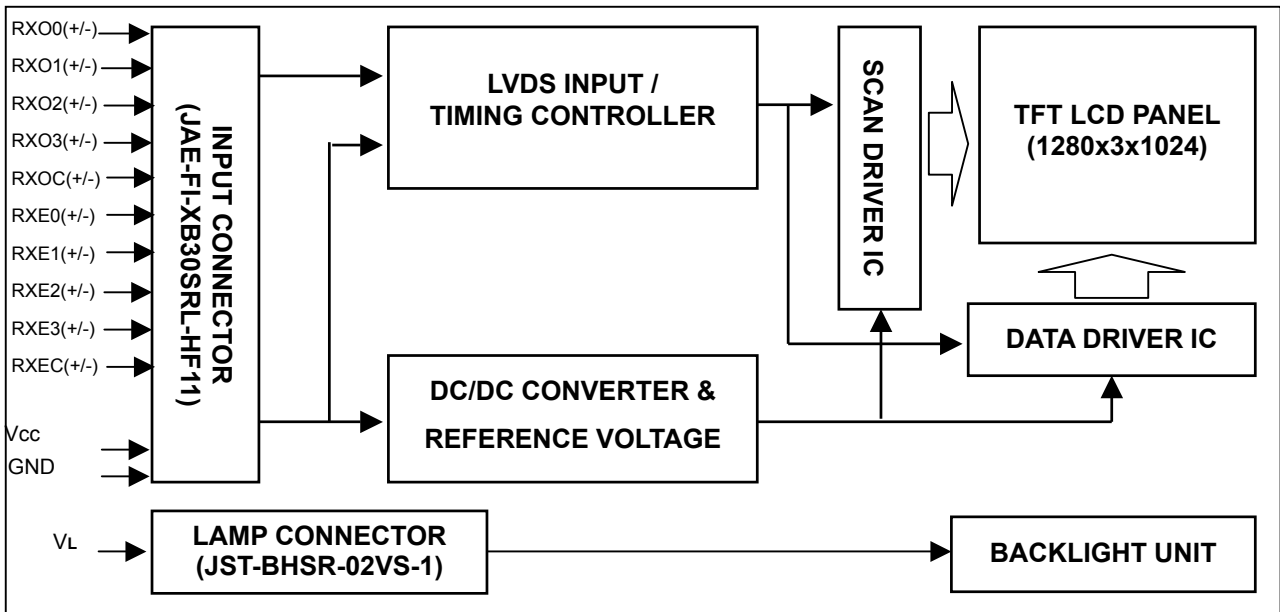 RXO0(+/-)
RXO1(+/-)
RXO2(+/-)
RXO3(+/-)
RXOC(+/-)
RXE0(+/-)
RXE1(+/-)
RXE2(+/-)
RXE3(+/-)
RXEC(+/-)
Vcc
GND
INPUT CONNECTOR
(JAE-FI-XB30SRL-HF11)
LVDS INPUT /
TIMING CONTROLLER
SCAN DRIVER IC
TFT LCD PANEL
(1280x3x1024)
DATA DRIVER IC
DC/DC CONVERTER &
REFERENCE VOLTAGE
VL
LAMP CONNECTOR
(JST-BHSR-02VS-1)
BACKLIGHT UNIT